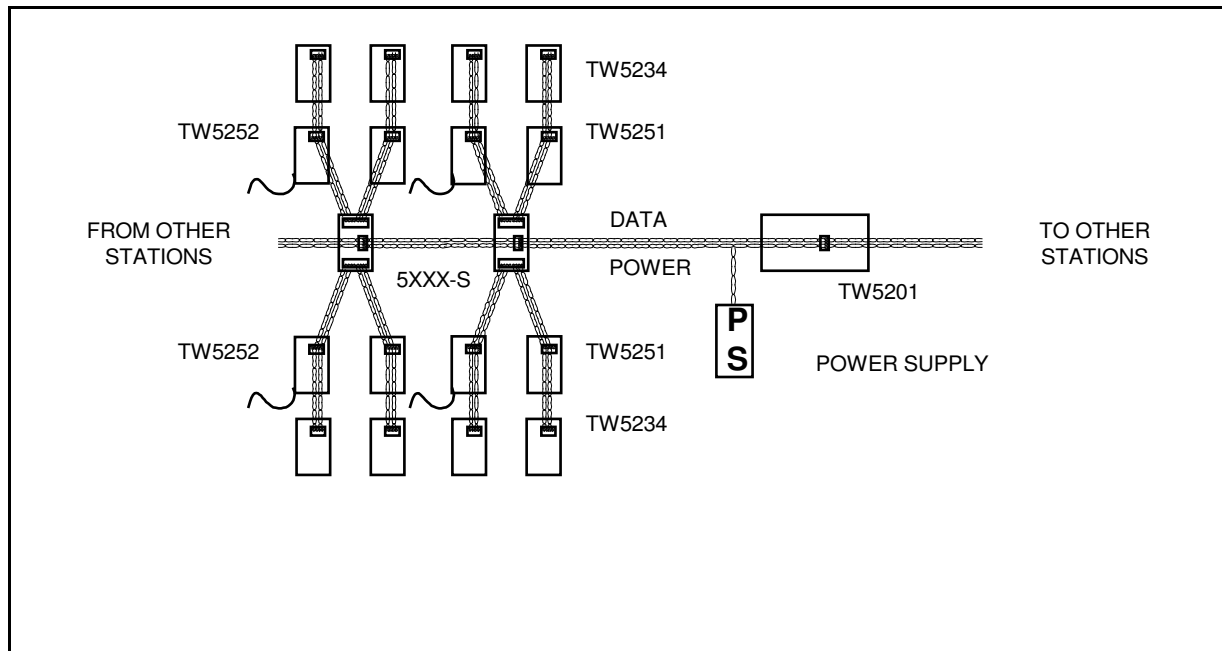 TW5234
TW5252
TW5251
FROM OTHER
STATIONS
DATA
POWER
TO OTHER
STATIONS
5XXX-S
TW5201
P
S
POWER SUPPLY
TW5252
TW5251
TW5234